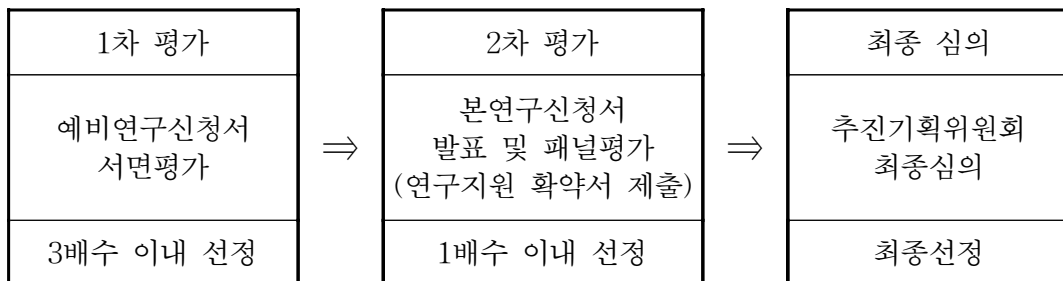 1차 평가
예비연구신청서
서면평가
3배수 이내 선정
⇒
2차 평가
본연구신청서
발표 및 패널평가
(연구지원 확약서 제출)
1배수 이내 선정
⇒
최종 심의
추진기획위원회
최종심의
최종선정